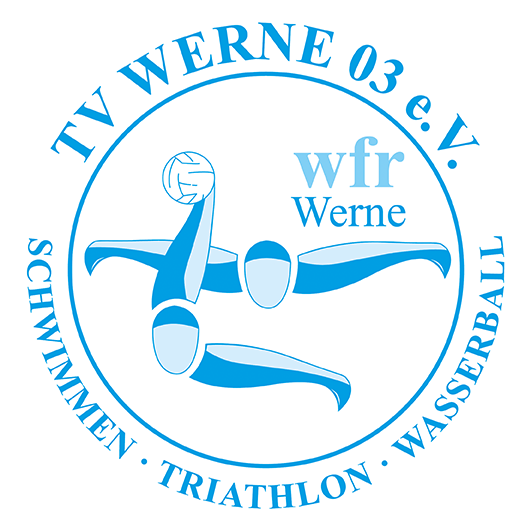 TV WERNE 03 e.V.
wfr
Werne
SCHWIMMEN · TRIATHLON · WASSERBALL